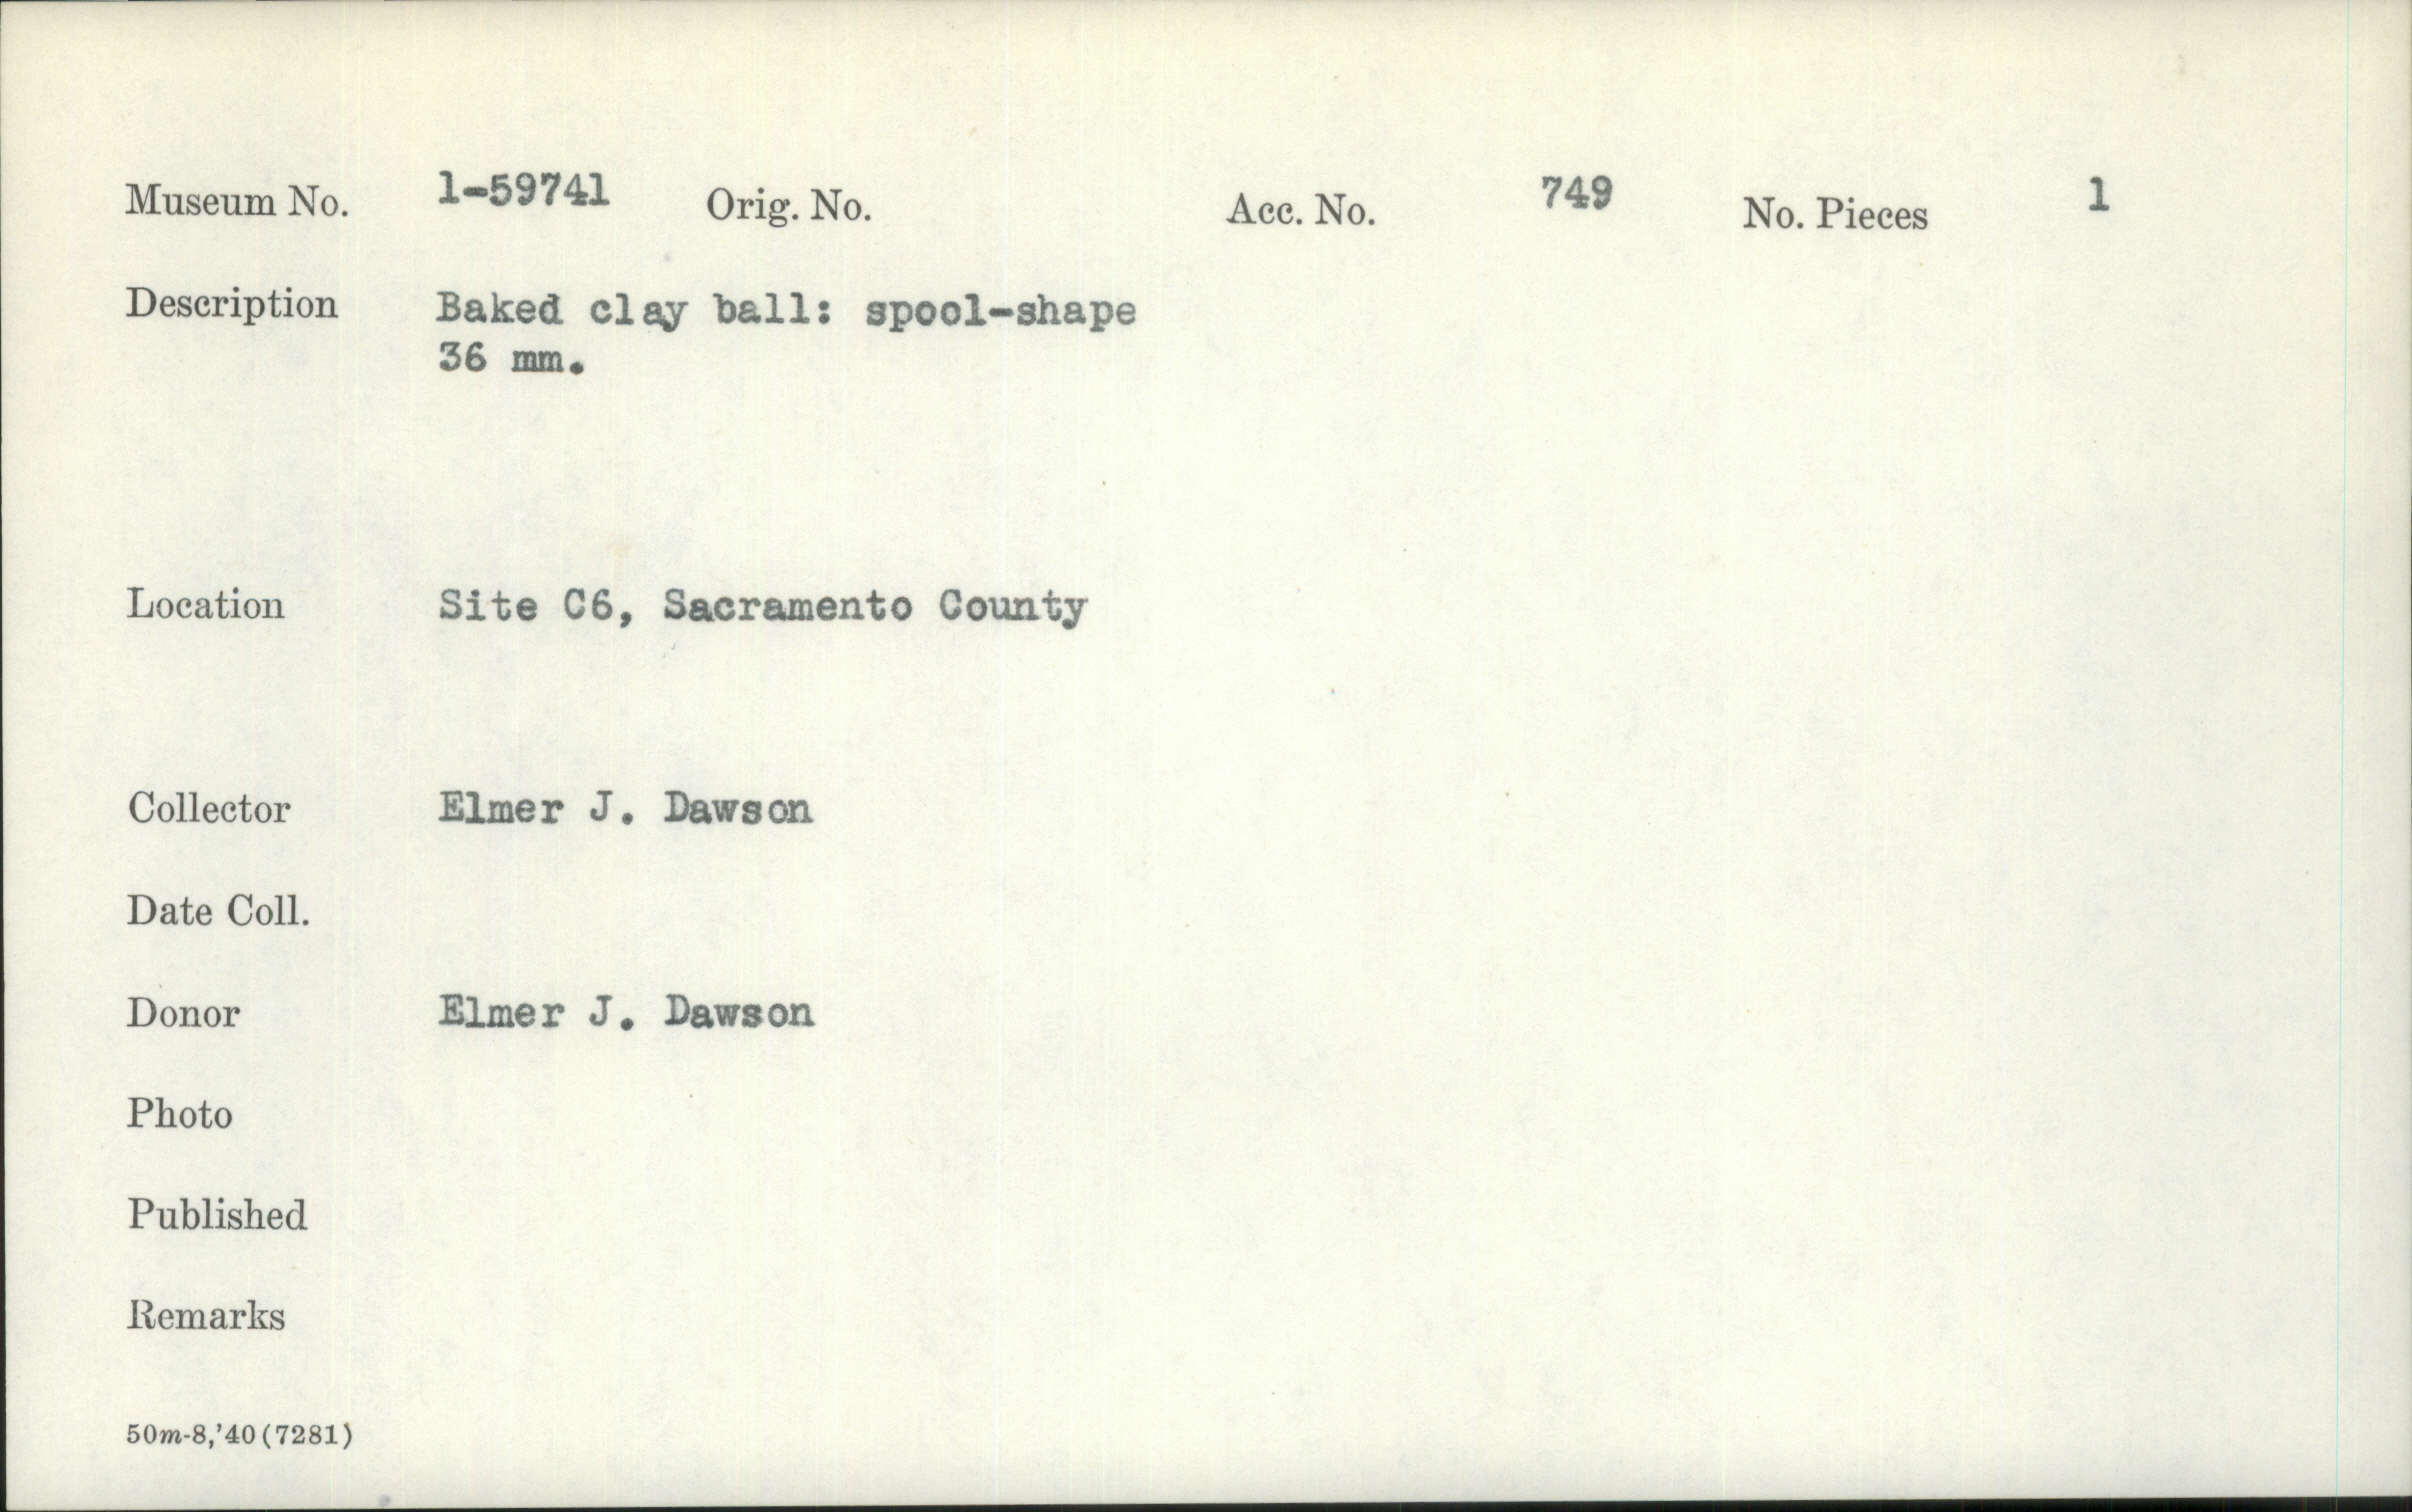 Museum No. 1-59741 Orig. No. Acc. No. 749 No. Pieces 1
Description Baked clay ball: spool-shape
36 mm.
Location Site C6, Sacramento County
Collector Elmer J. Dawson
Date Coll.
Donor Elmer J. Dawson
Photo
Published
Remarks
50m-8,'40(7281)